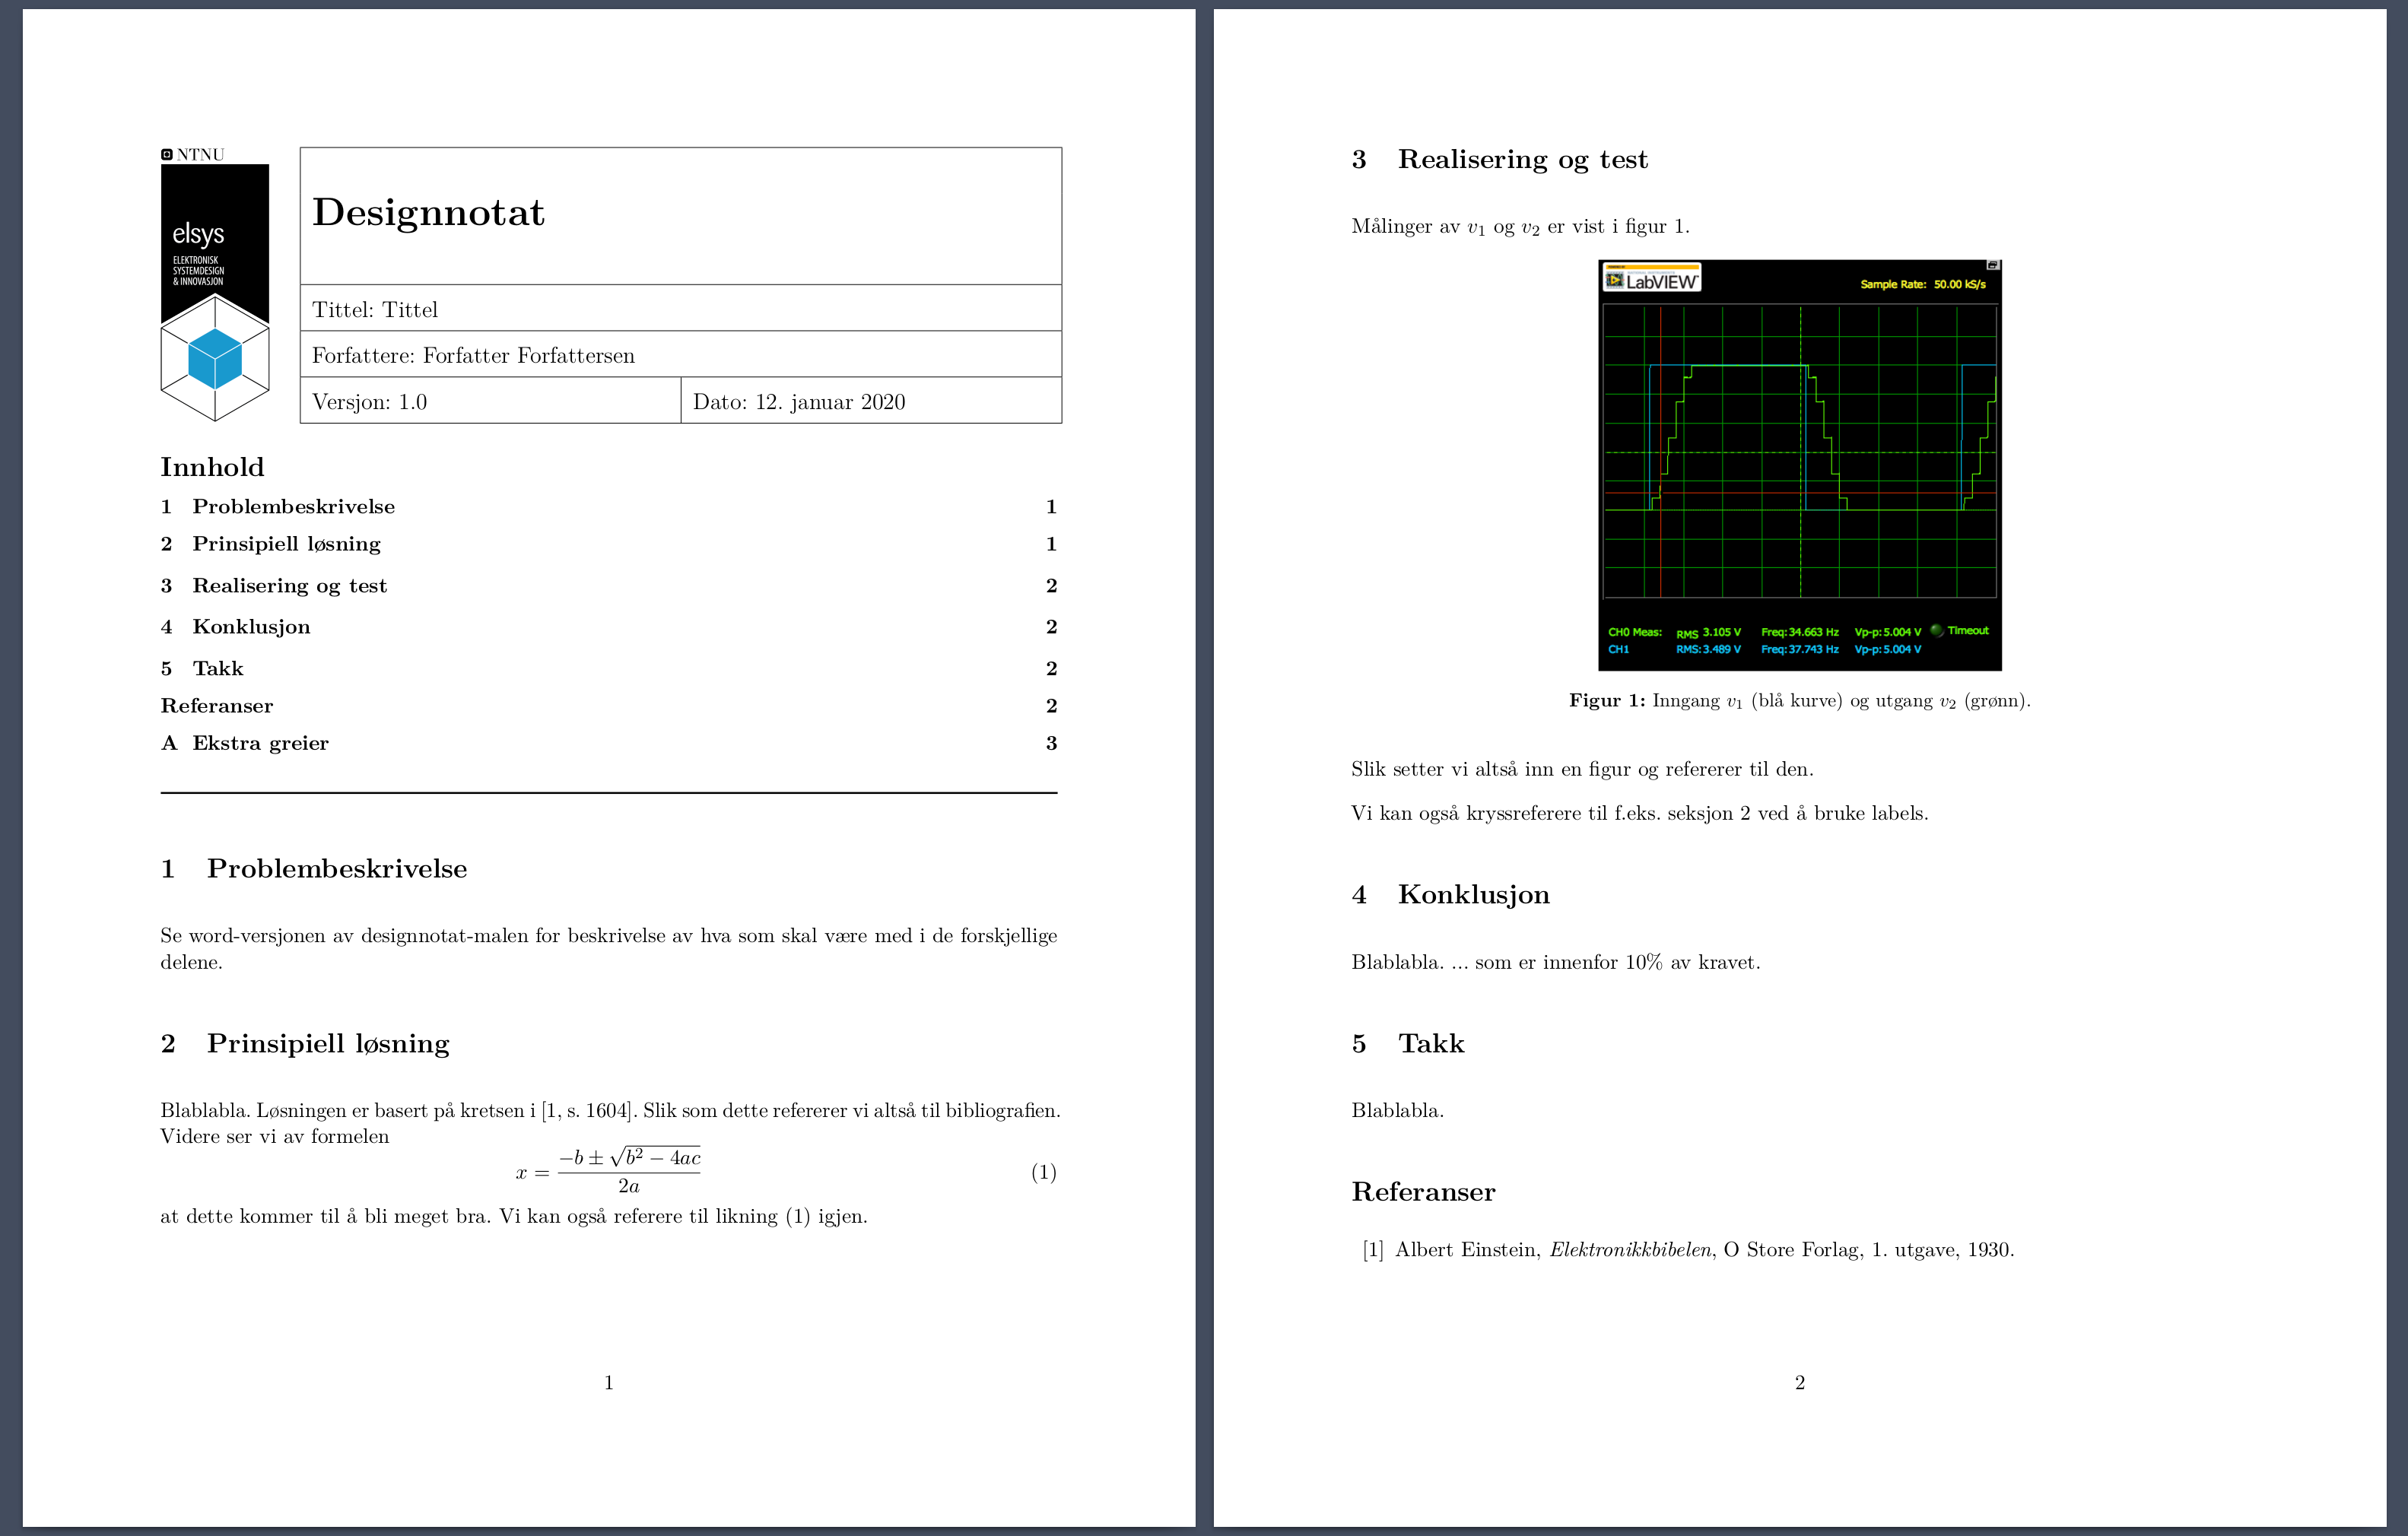 NTNU
elsys
ELEKTRONISK
SYSTEMDESIGN
& INNOVASJON
Designnotat
Tittel: Tittel
Forfattere: Forfatter Forfattersen
Versjon: 1.0 Dato: 12. januar 2020
Innhold
1 Problembeskrivelse 1
2 Prinsipiell løsning 1
3 Realisering og test 2
4 Konklusjon 2
5 Takk 2
Referanser 2
A Ekstra greier 3
1 Problembeskrivelse
Se word-versjonen av designnotat-malen for beskrivelse av hva som skal være med i de forskjellige
delene.
2 Prinsipiell løsning
Blablabla. Løsningen er basert på kretsen i [1, s. 1604]. Slik som dette refererer vi altså til bibliografien.
Videre ser vi av formelen
x = \frac{-b ± \sqrt{b^2 - 4ac}}{2a} (1)
at dette kommer til å bli meget bra. Vi kan også referere til likning (1) igjen.
1
3 Realisering og test
Målinger av v₁ og v₂ er vist i figur 1.
LabVIEW
Sample Rate: 50.00 kS/s
CH0 Meas: RMS 3.105 V Freq: 34.663 Hz Vp-p: 5.004 V Timeout
CH1 RMS: 3.489 V Freq: 37.743 Hz Vp-p: 5.004 V
Figur 1: Inngang v₁ (blå kurve) og utgang v₂ (grønn).
Slik setter vi altså inn en figur og refererer til den.
Vi kan også kryssreferere til f.eks. seksjon 2 ved å bruke labels.
4 Konklusjon
Blablabla. ... som er innenfor 10% av kravet.
5 Takk
Blablabla.
Referanser
[1] Albert Einstein, Elektronikkbibelen, O Store Forlag, 1. utgave, 1930.
2